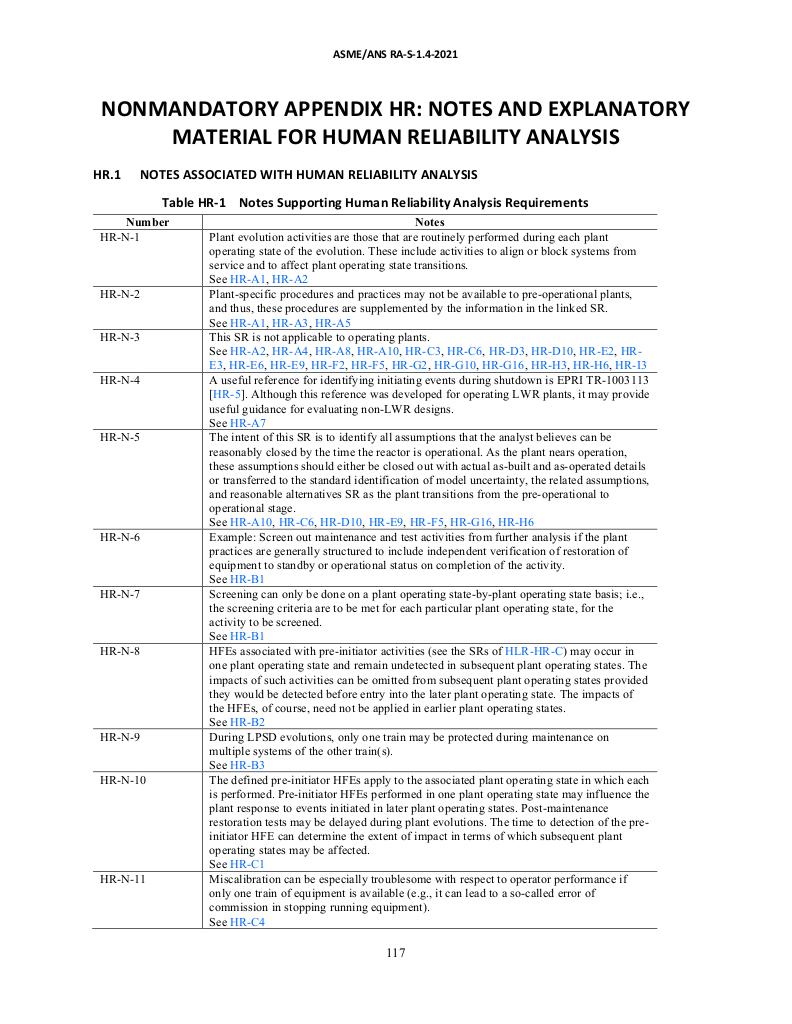 ASME/ANS RA-S-1.4-2021
NONMANDATORY APPENDIX HR: NOTES AND EXPLANATORY
MATERIAL FOR HUMAN RELIABILITY ANALYSIS
HR.1 NOTES ASSOCIATED WITH HUMAN RELIABILITY ANALYSIS
Table HR-1 Notes Supporting Human Reliability Analysis Requirements
Number Notes
HR-N-1 Plant evolution activities are those that are routinely performed during each plant
operating state of the evolution. These include activities to align or block systems from
service and to affect plant operating state transitions.
See HR-A1, HR-A2
HR-N-2 Plant-specific procedures and practices may not be available to pre-operational plants,
and thus, these procedures are supplemented by the information in the linked SR.
See HR-A1, HR-A3, HR-A5
HR-N-3 This SR is not applicable to operating plants.
See HR-A2, HR-A4, HR-A8, HR-A10, HR-C3, HR-C6, HR-D3, HR-D10, HR-E2, HR-
E3, HR-E6, HR-E9, HR-F2, HR-F5, HR-G2, HR-G10, HR-G16, HR-H3, HR-H6, HR-I3
HR-N-4 A useful reference for identifying initiating events during shutdown is EPRI TR-1003113
[HR-5]. Although this reference was developed for operating LWR plants, it may provide
useful guidance for evaluating non-LWR designs.
See HR-A7
HR-N-5 The intent of this SR is to identify all assumptions that the analyst believes can be
reasonably closed by the time the reactor is operational. As the plant nears operation,
these assumptions should either be closed out with actual as-built and as-operated details
or transferred to the standard identification of model uncertainty, the related assumptions,
and reasonable alternatives SR as the plant transitions from the pre-operational to
operational stage.
See HR-A10, HR-C6, HR-D10, HR-E9, HR-F5, HR-G16, HR-H6
HR-N-6 Example: Screen out maintenance and test activities from further analysis if the plant
practices are generally structured to include independent verification of restoration of
equipment to standby or operational status on completion of the activity.
See HR-B1
HR-N-7 Screening can only be done on a plant operating state-by-plant operating state basis; i.e.,
the screening criteria are to be met for each particular plant operating state, for the
activity to be screened.
See HR-B1
HR-N-8 HFEs associated with pre-initiator activities (see the SRs of HLR-HR-C) may occur in
one plant operating state and remain undetected in subsequent plant operating states. The
impacts of such activities can be omitted from subsequent plant operating states provided
they would be detected before entry into the later plant operating state. The impacts of
the HFEs, of course, need not be applied in earlier plant operating states.
See HR-B2
HR-N-9 During LPSD evolutions, only one train may be protected during maintenance on
multiple systems of the other train(s).
See HR-B3
HR-N-10 The defined pre-initiator HFEs apply to the associated plant operating state in which each
is performed. Pre-initiator HFEs performed in one plant operating state may influence the
plant response to events initiated in later plant operating states. Post-maintenance
restoration tests may be delayed during plant evolutions. The time to detection of the pre-
initiator HFE can determine the extent of impact in terms of which subsequent plant
operating states may be affected.
See HR-C1
HR-N-11 Miscalibration can be especially troublesome with respect to operator performance if
only one train of equipment is available (e.g., it can lead to a so-called error of
commission in stopping running equipment).
See HR-C4
117